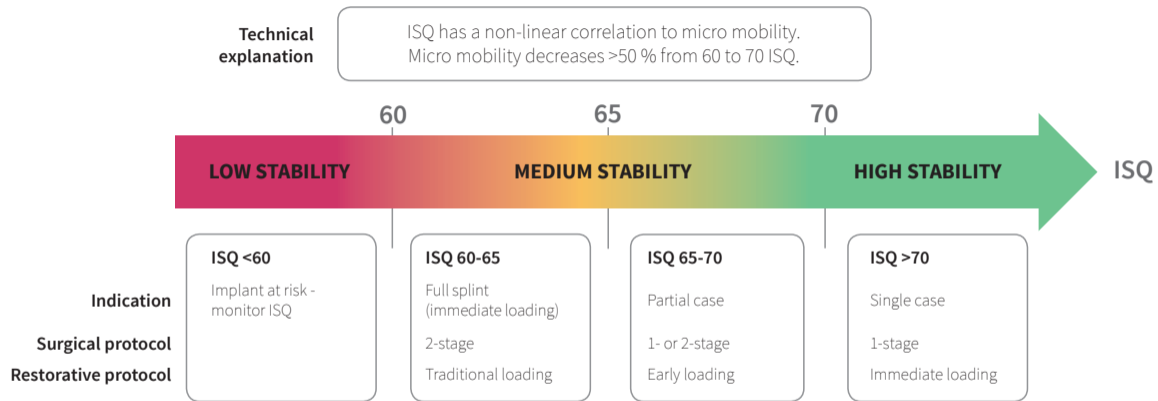 Technical
explanation
ISQ has a non-linear correlation to micro mobility.
Micro mobility decreases >50 % from 60 to 70 ISQ.
60
65
70
LOW STABILITY
MEDIUM STABILITY
HIGH STABILITY
ISQ
ISQ <60
ISQ 60-65
ISQ 65-70
ISQ >70
Indication
Implant at risk -
monitor ISQ
Full splint
(immediate loading)
Partial case
Single case
Surgical protocol
2-stage
1- or 2-stage
1-stage
Restorative protocol
Traditional loading
Early loading
Immediate loading